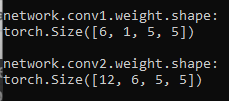 network.conv1.weight.shape:
torch.Size([6, 1, 5, 5])
network.conv2.weight.shape:
torch.Size([12, 6, 5, 5])